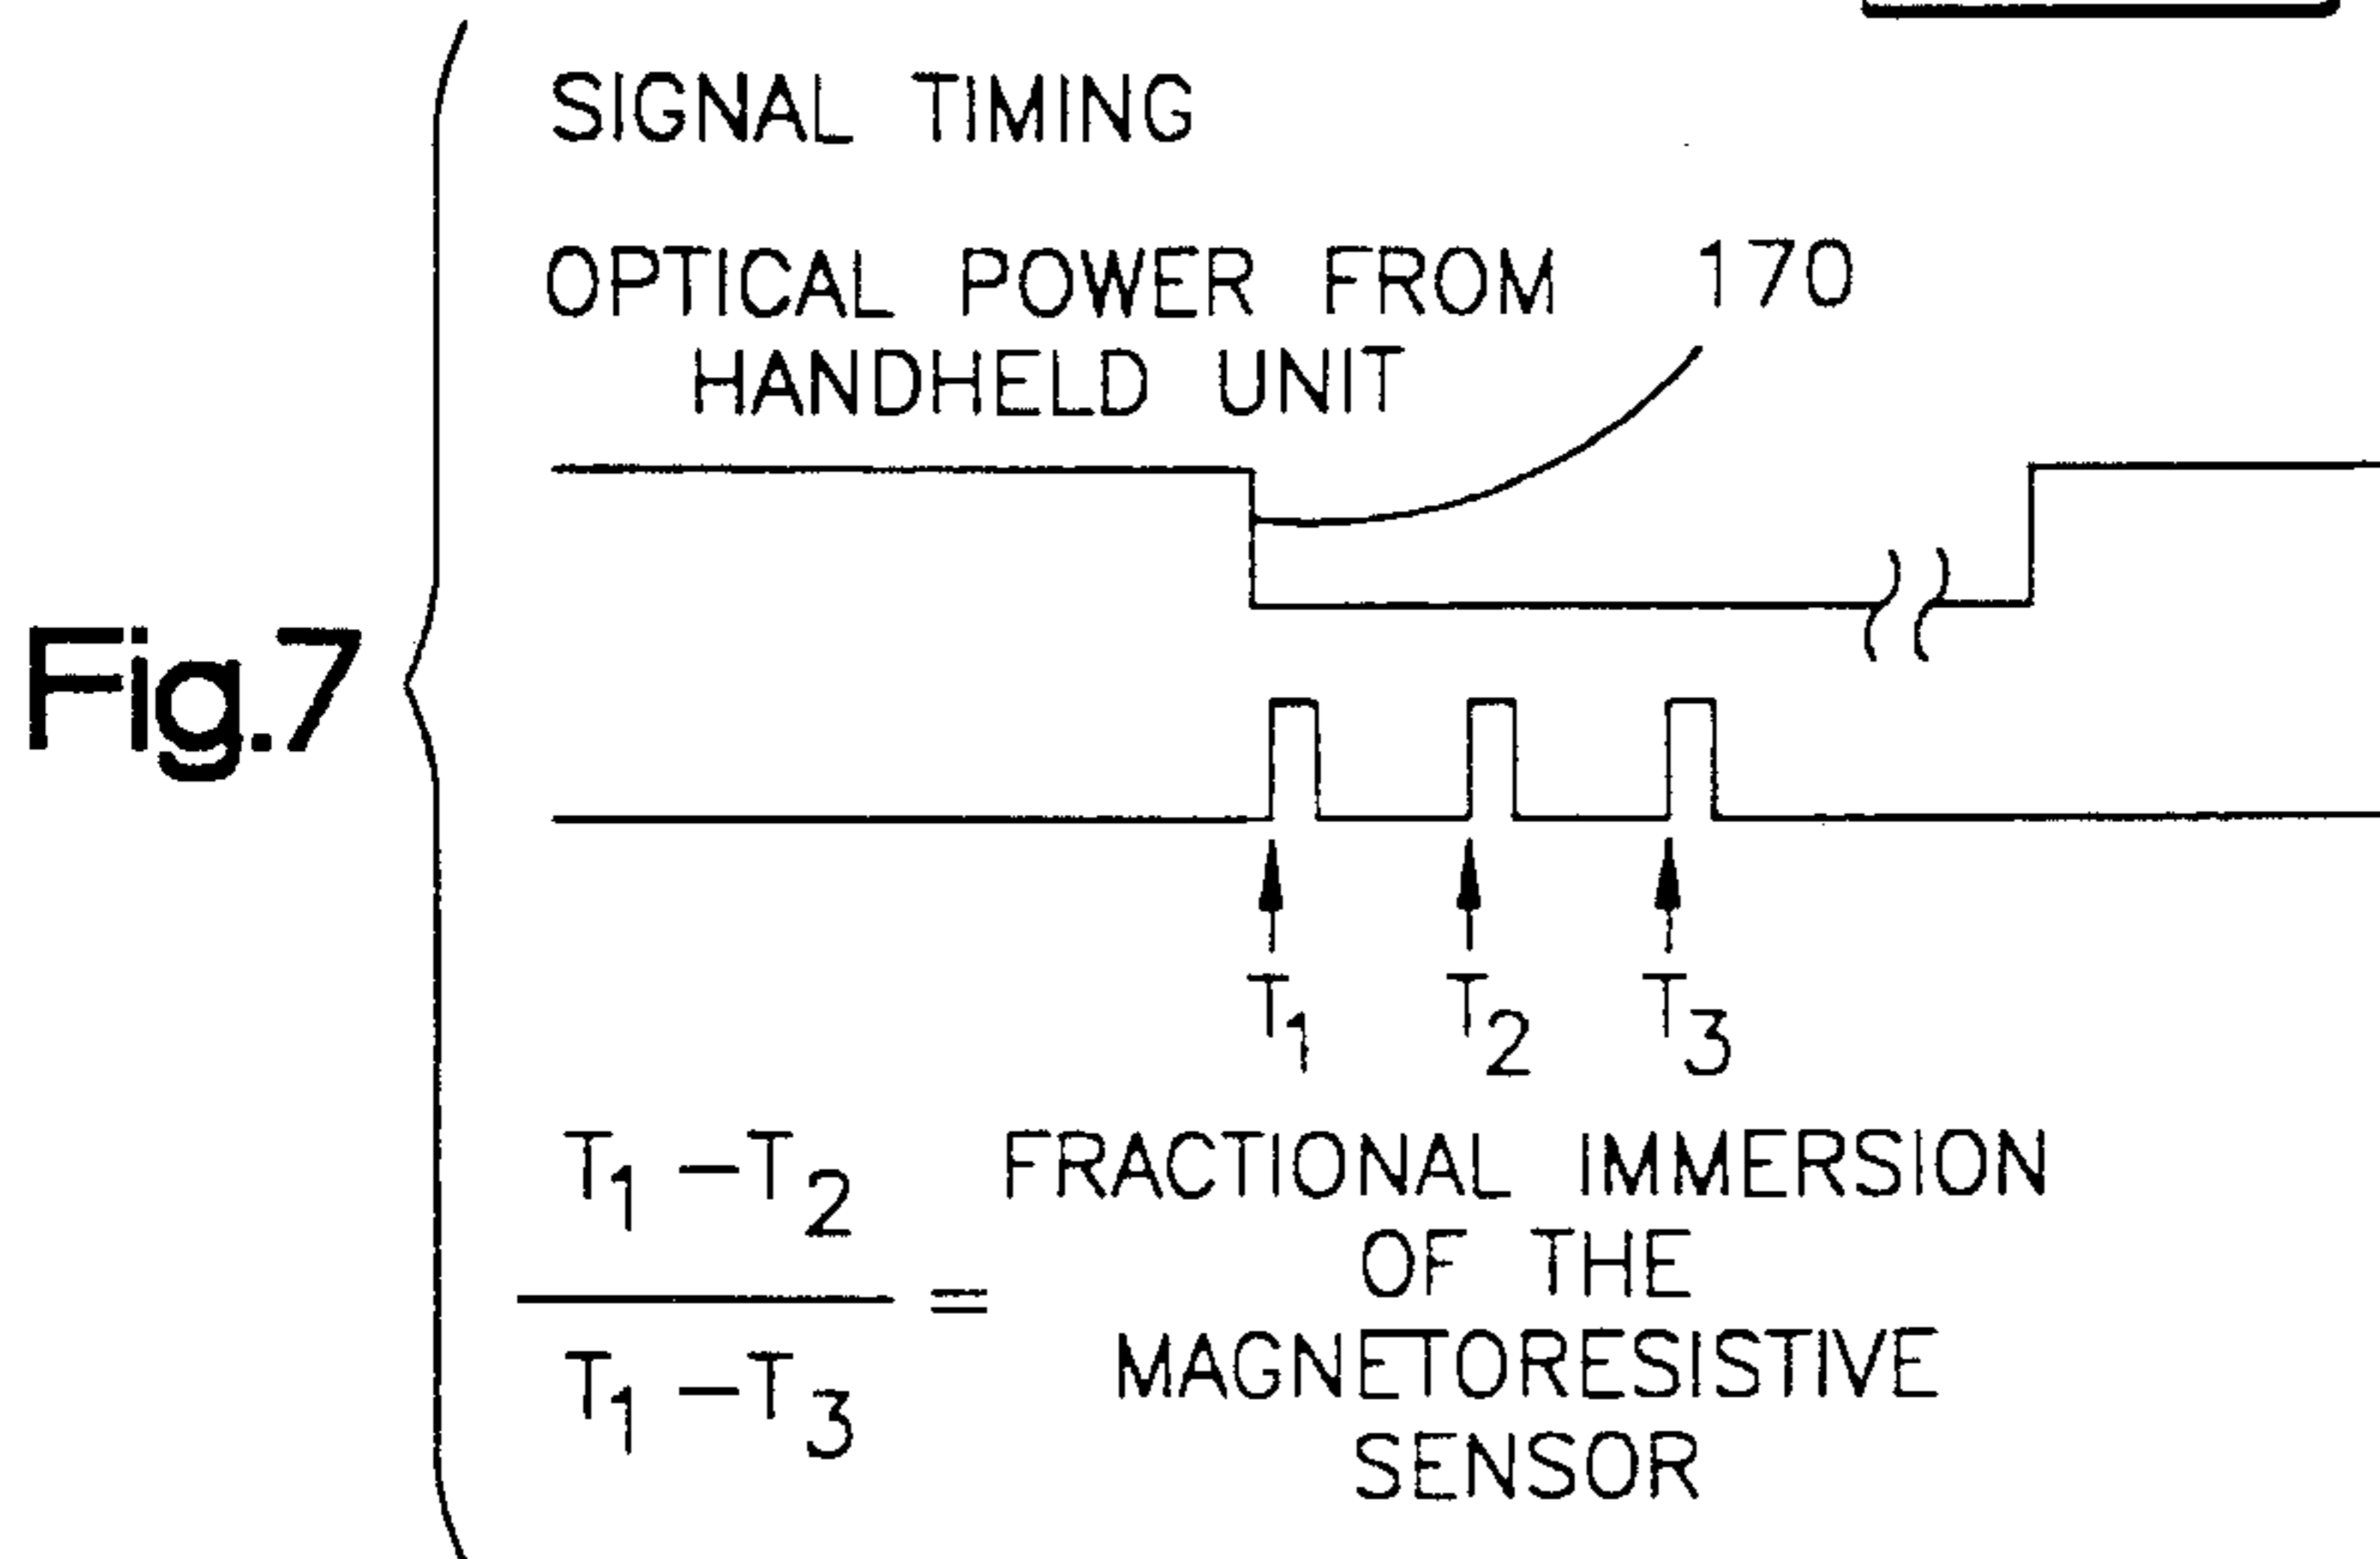 SIGNAL TIMING
OPTICAL POWER FROM 170
HANDHELD UNIT
Fig.7
T1 T2 T3
T1 –T2
T1 –T3
=
FRACTIONAL IMMERSION
OF THE
MAGNETORESISTIVE
SENSOR